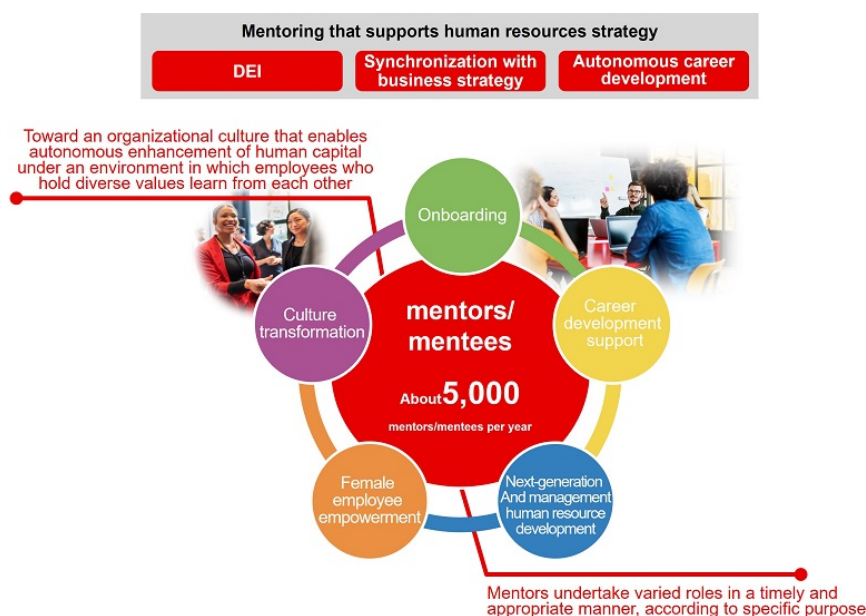 Mentoring that supports human resources strategy
DEI
Synchronization with
business strategy
Autonomous career
development
Toward an organizational culture that enables
autonomous enhancement of human capital
under an environment in which employees who
hold diverse values learn from each other
Onboarding
Culture
transformation
mentors/
mentees
About 5,000
mentors/mentees per year
Career
development
support
Female
employee
empowerment
Next-generation
And management
human resource
development
Mentors undertake varied roles in a timely and
appropriate manner, according to specific purpose